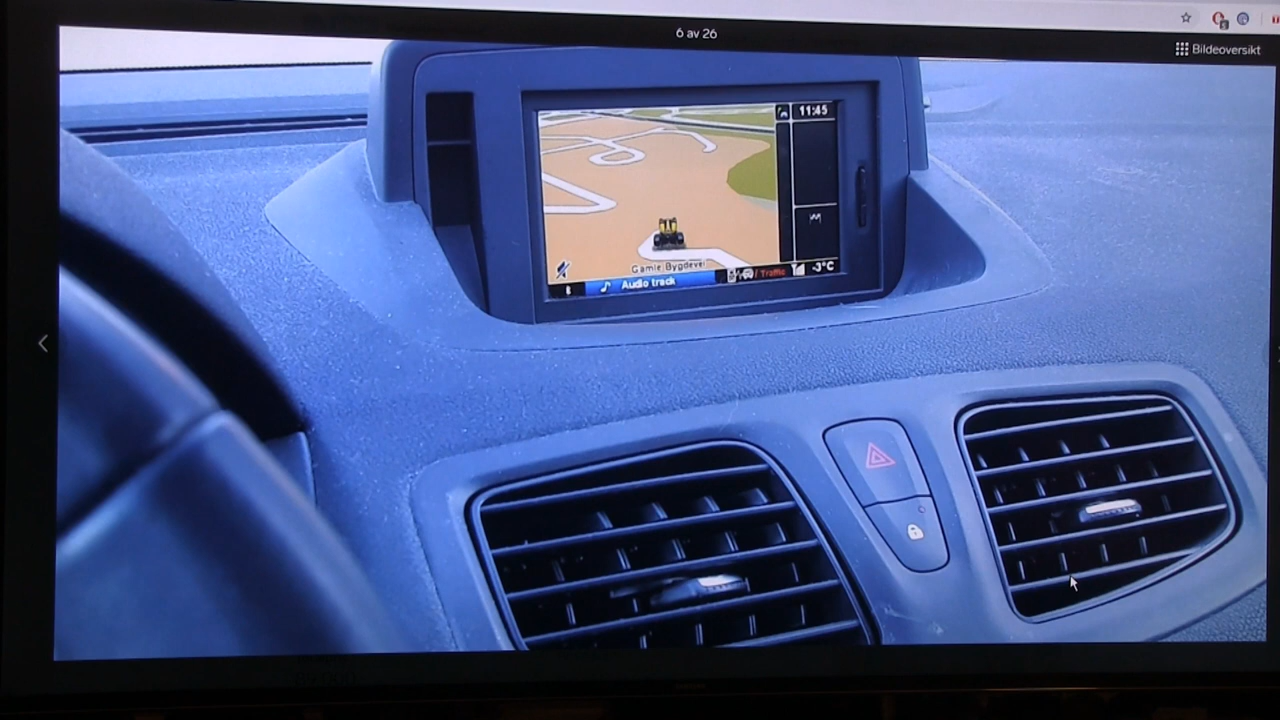 6 av 26
Bildeoversikt
11:45
Gamle Bygdevei
Audio track
/ Traffic
-3°C